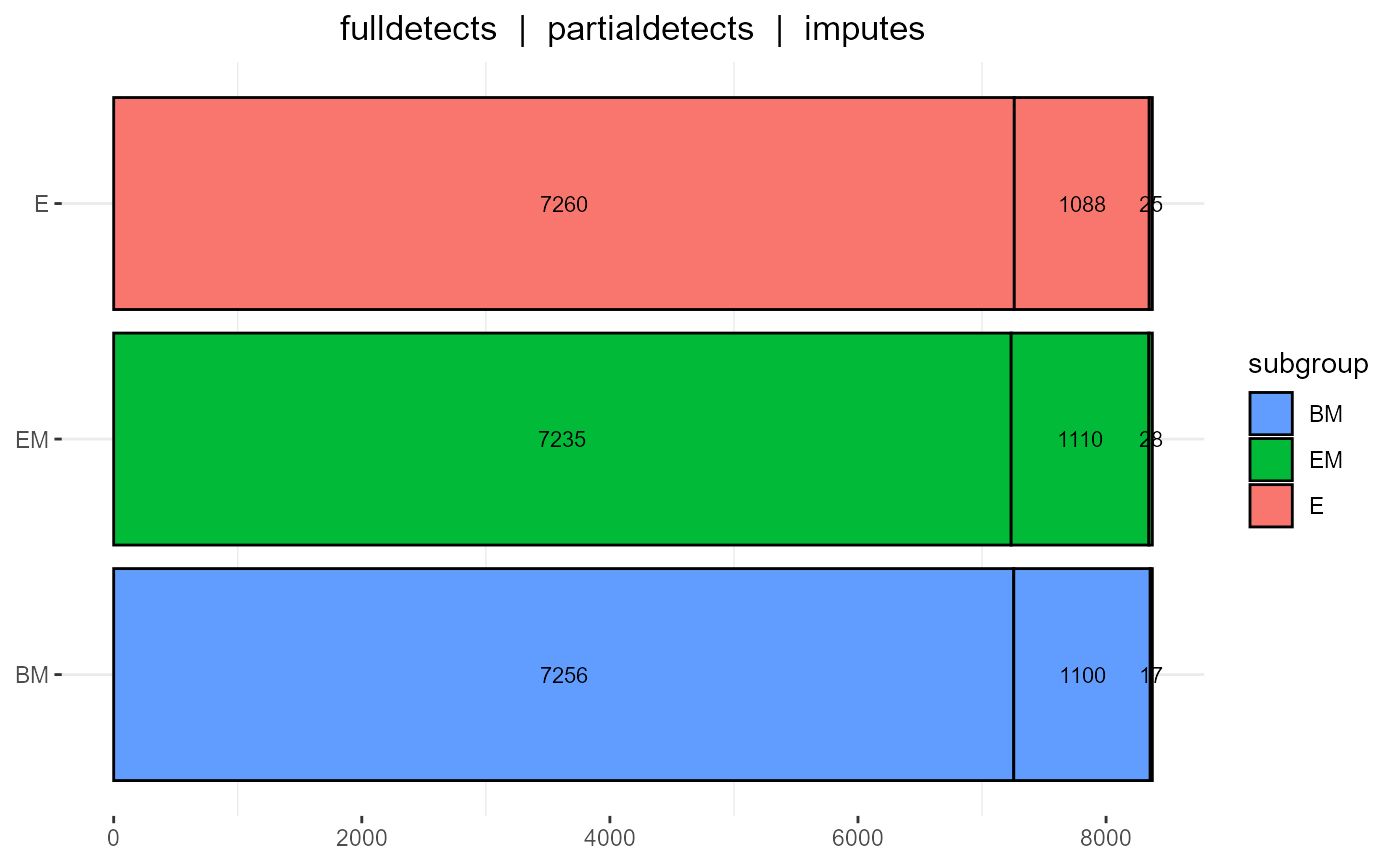 fulldetects | partialdetects | imputes
E
7260
1088
25
EM
7235
1110
28
BM
7256
1100
17
0 2000 4000 6000 8000
subgroup
BM
EM
E